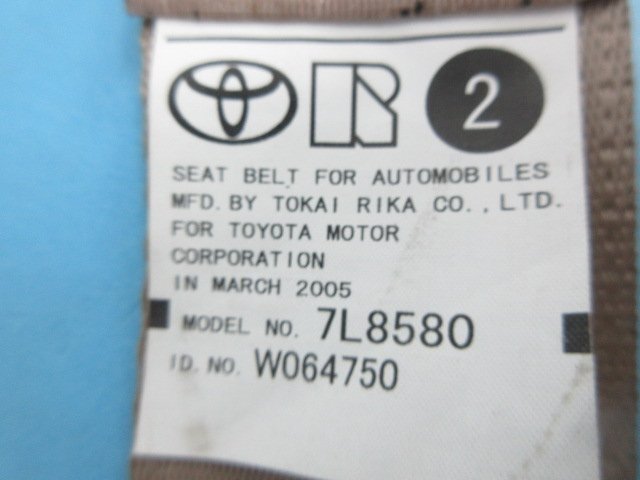 R 2
SEAT BELT FOR AUTOMOBILES
MFD. BY TOKAI RIKA CO., LTD.
FOR TOYOTA MOTOR
CORPORATION
IN MARCH 2005
MODEL NO. 7L8580
ID. NO. W064750